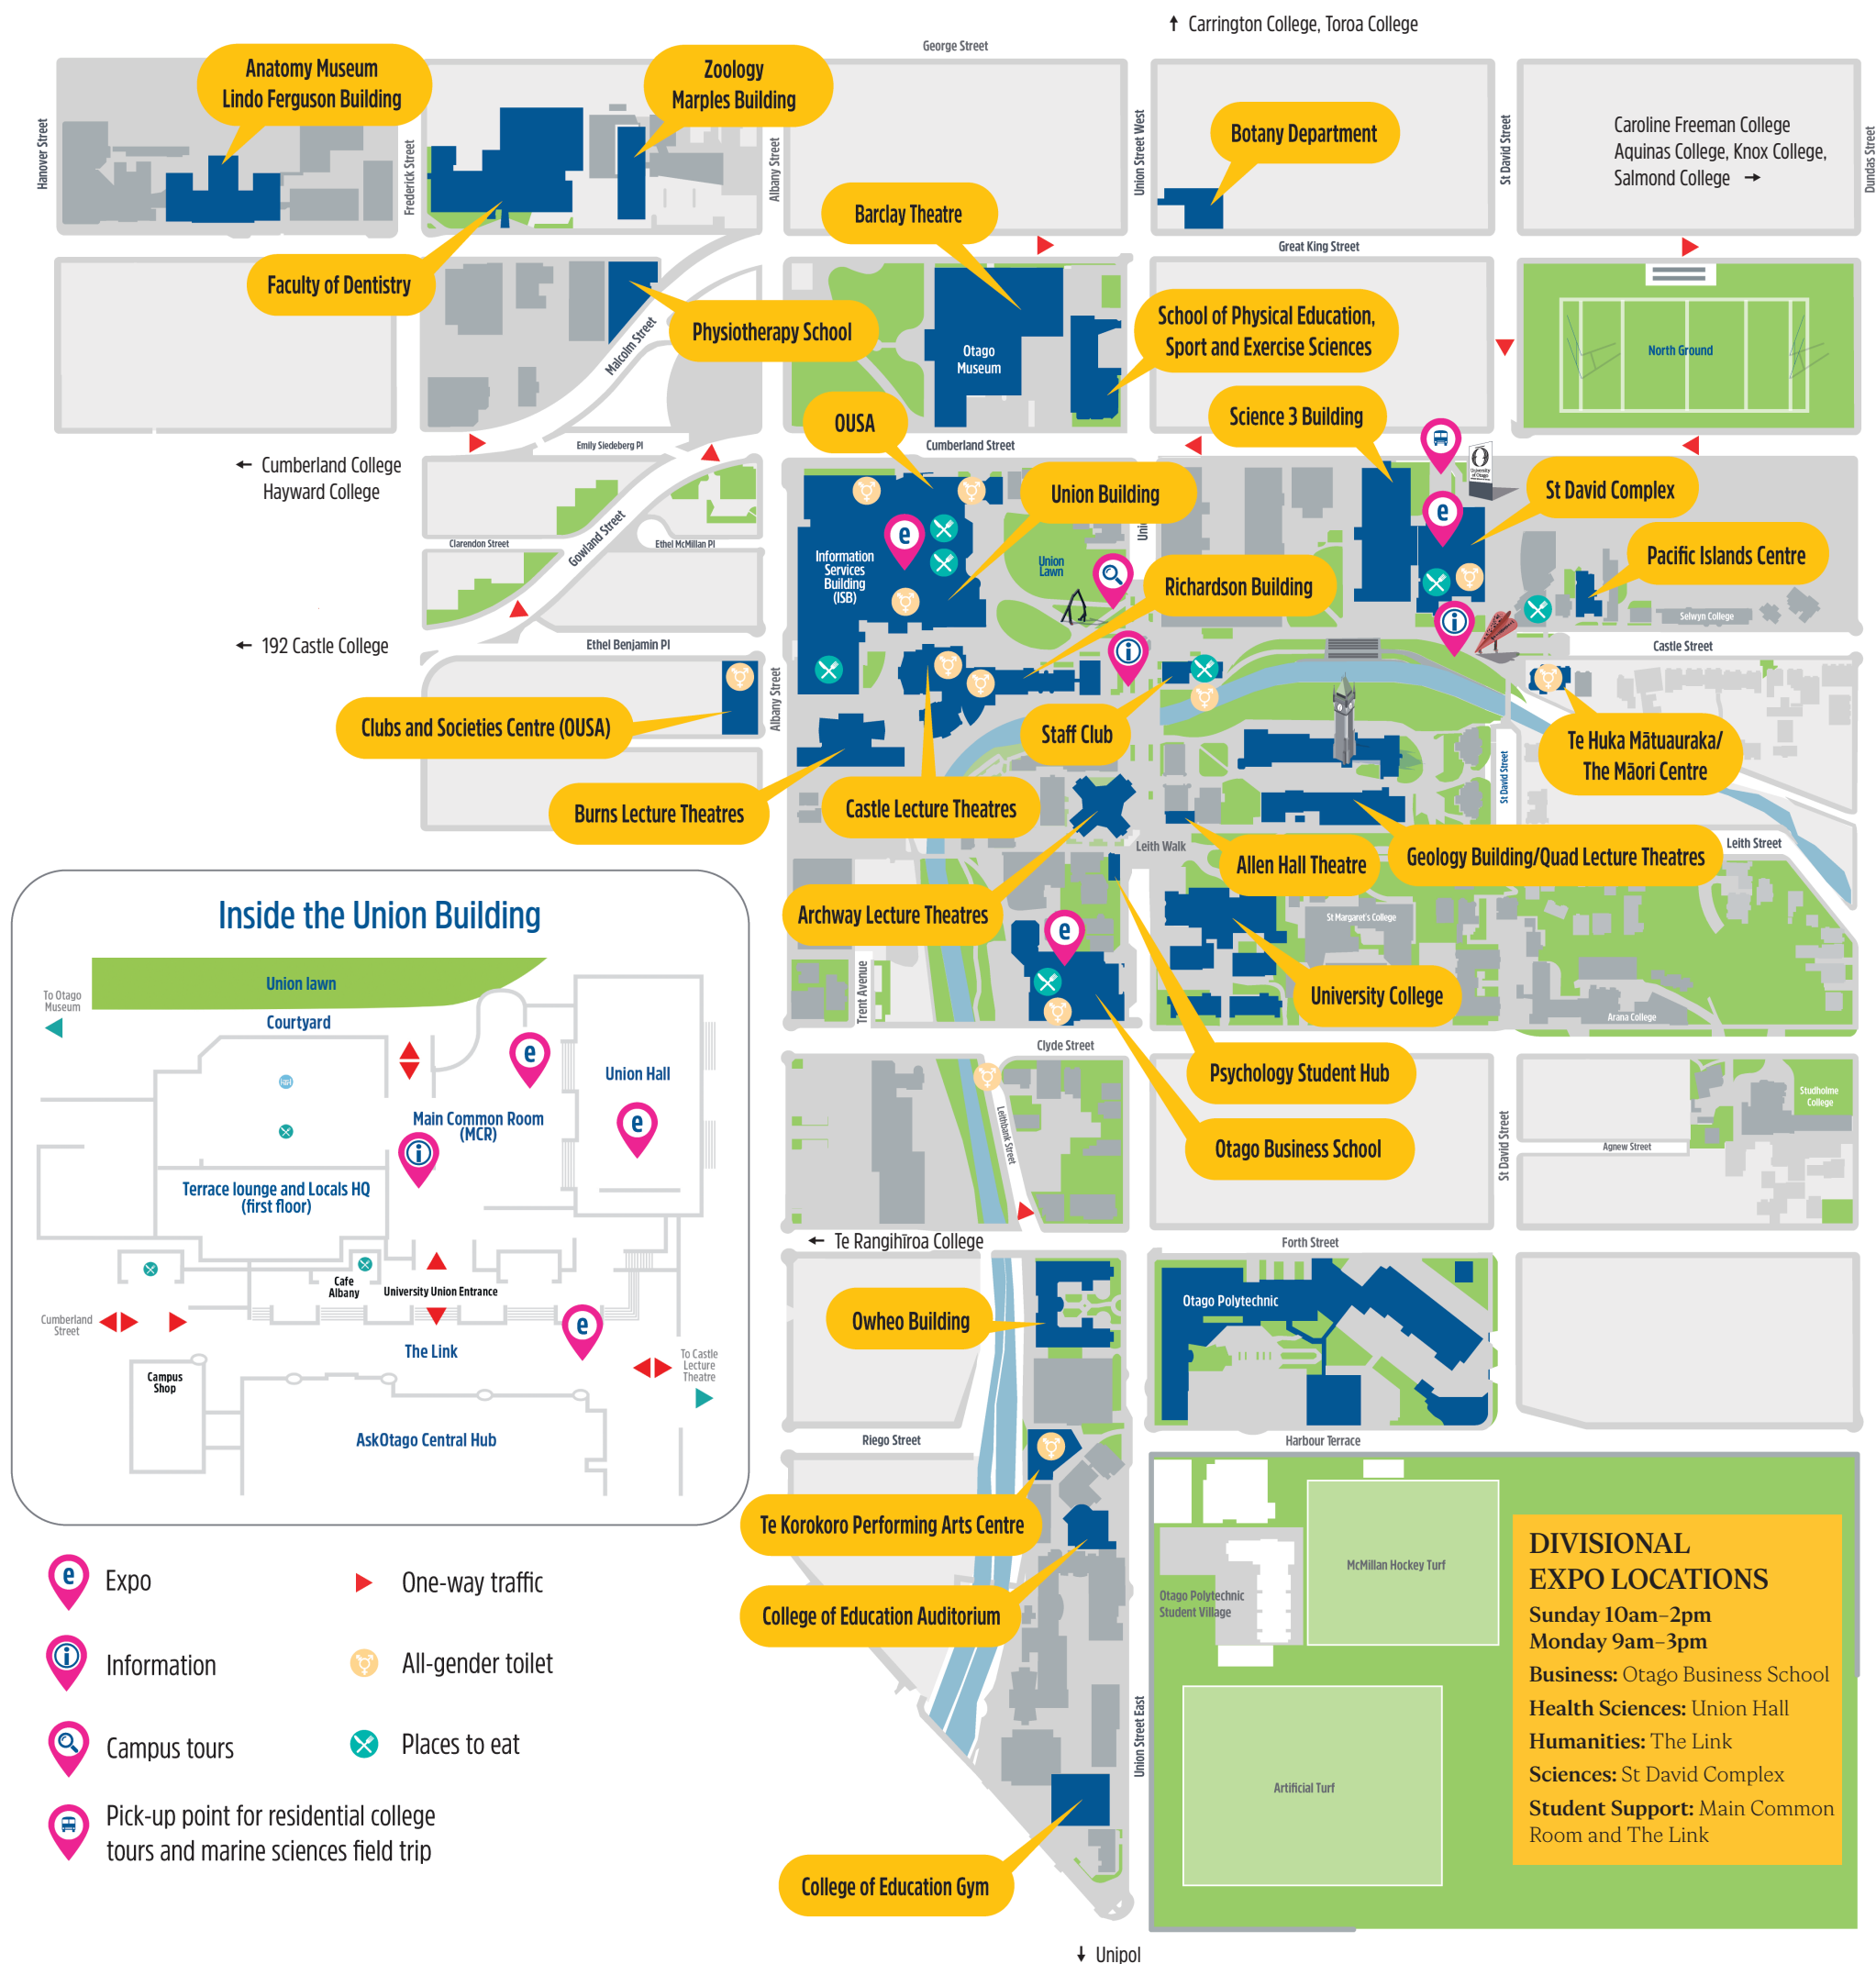 ↑ Carrington College, Toroa College
George Street
Anatomy Museum
Lindo Ferguson Building
Zoology
Marples Building
Hanover Street
Frederick Street
Albany Street
Union Street West
St David Street
Dundas Street
Botany Department
Caroline Freeman College
Aquinas College, Knox College,
Salmond College →
Barclay Theatre
Great King Street
Faculty of Dentistry
Physiotherapy School
Malcolm Street
Otago
Museum
School of Physical Education,
Sport and Exercise Sciences
North Ground
Science 3 Building
OUSA
Emily Siedeberg Pl
Cumberland Street
← Cumberland College
Hayward College
University
of Otago
Union Building
St David Complex
Clarendon Street
Gowland Street
Ethel McMillan Pl
Information
Services
Building
(ISB)
e
Union
Lawn
e
Pacific Islands Centre
Richardson Building
Selwyn College
← 192 Castle College
Ethel Benjamin Pl
i
i
Castle Street
Albany Street
Clubs and Societies Centre (OUSA)
Staff Club
Te Huka Mātuauraka/
The Māori Centre
St David Street
Burns Lecture Theatres
Castle Lecture Theatres
Leith Walk
Leith Street
Allen Hall Theatre
Geology Building/Quad Lecture Theatres
Archway Lecture Theatres
e
St Margaret's College
Trent Avenue
University College
Arana College
Clyde Street
Psychology Student Hub
Otago Business School
Leithbank Street
St David Street
Studholme
College
Agnew Street
← Te Rangihīroa College
Forth Street
Owheo Building
Otago Polytechnic
Riego Street
Harbour Terrace
Te Korokoro Performing Arts Centre
College of Education Auditorium
McMillan Hockey Turf
Otago Polytechnic
Student Village
Union Street East
Artificial Turf
College of Education Gym
↓ Unipol
Inside the Union Building
Union lawn
To Otago
Museum
Courtyard
e
Union Hall
e
Main Common Room
(MCR)
i
Terrace lounge and Locals HQ
(first floor)
Cafe
Albany
University Union Entrance
Cumberland
Street
e
The Link
To Castle
Lecture
Theatre
Campus
Shop
AskOtago Central Hub
e Expo
One-way traffic
i Information
All-gender toilet
Campus tours
Places to eat
Pick-up point for residential college
tours and marine sciences field trip
DIVISIONAL
EXPO LOCATIONS
Sunday 10am–2pm
Monday 9am–3pm
Business: Otago Business School
Health Sciences: Union Hall
Humanities: The Link
Sciences: St David Complex
Student Support: Main Common
Room and The Link